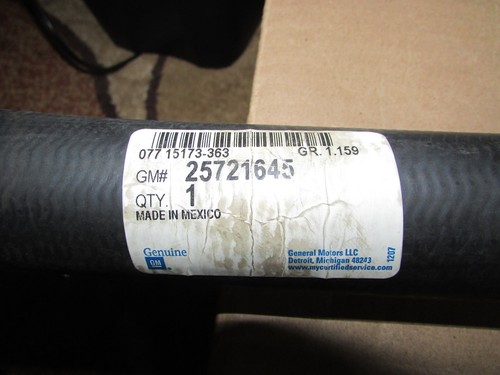 077 15173-363 GR. 1.159
GM# 25721645
QTY. 1
MADE IN MEXICO
Genuine
GM
General Motors LLC
Detroit, Michigan 48243
www.mycertifiedservice.com
1207